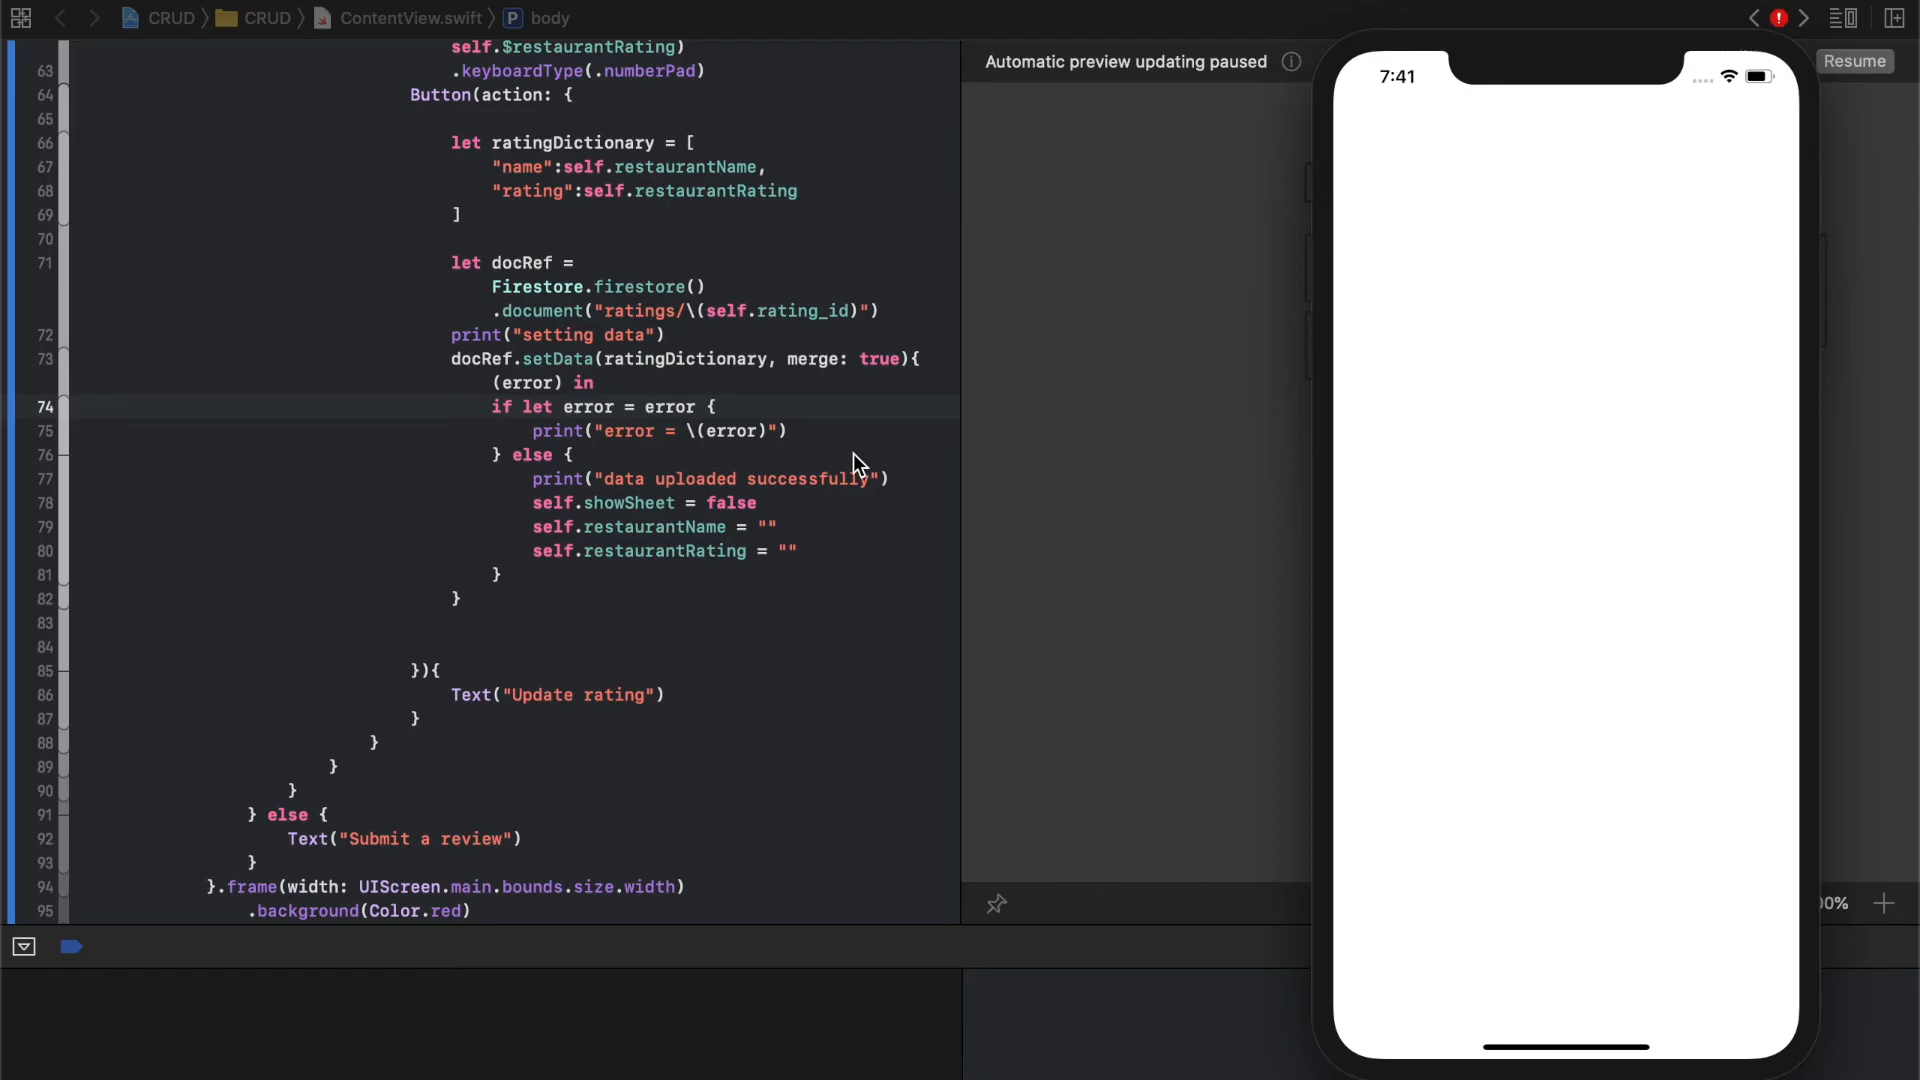 CRUD CRUD ContentView.swift P body
self.$restaurantRating)
63 .keyboardType(.numberPad)
64 Button(action: {
65
66 let ratingDictionary = [
67 "name":self.restaurantName,
68 "rating":self.restaurantRating
69 ]
70
71 let docRef =
Firestore.firestore()
.document("ratings/\(self.rating_id)")
72 print("setting data")
73 docRef.setData(ratingDictionary, merge: true){
(error) in
74 if let error = error {
75 print("error = \(error)")
76 } else {
77 print("data uploaded successfully")
78 self.showSheet = false
79 self.restaurantName = ""
80 self.restaurantRating = ""
81 }
82 }
83
84
85 }){
86 Text("Update rating")
87 }
88 }
89 }
90 }
91 } else {
92 Text("Submit a review")
93 }
94 }.frame(width: UIScreen.main.bounds.size.width)
95 .background(Color.red)
Automatic preview updating paused
Resume
7:41
00%